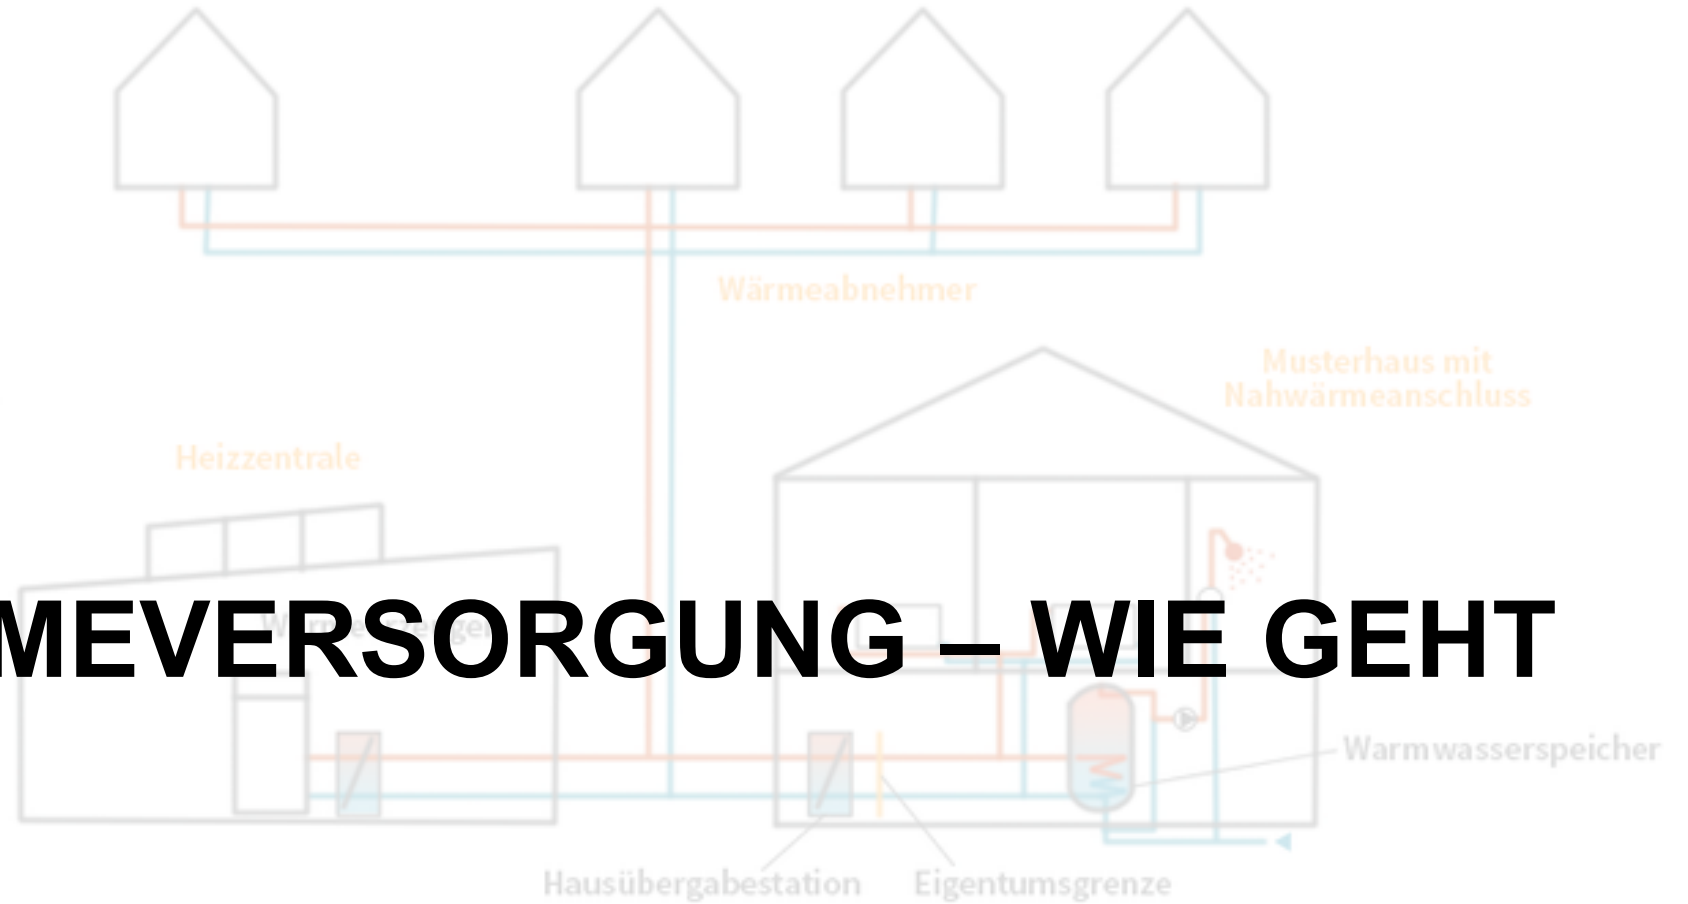 Wärmeabnehmer
Musterhaus mit
Nahwärmeanschluss
Heizzentrale
MEVERSORGUNG – WIE GEHT
Warmwasserspeicher
Hausübergabestation
Eigentumsgrenze